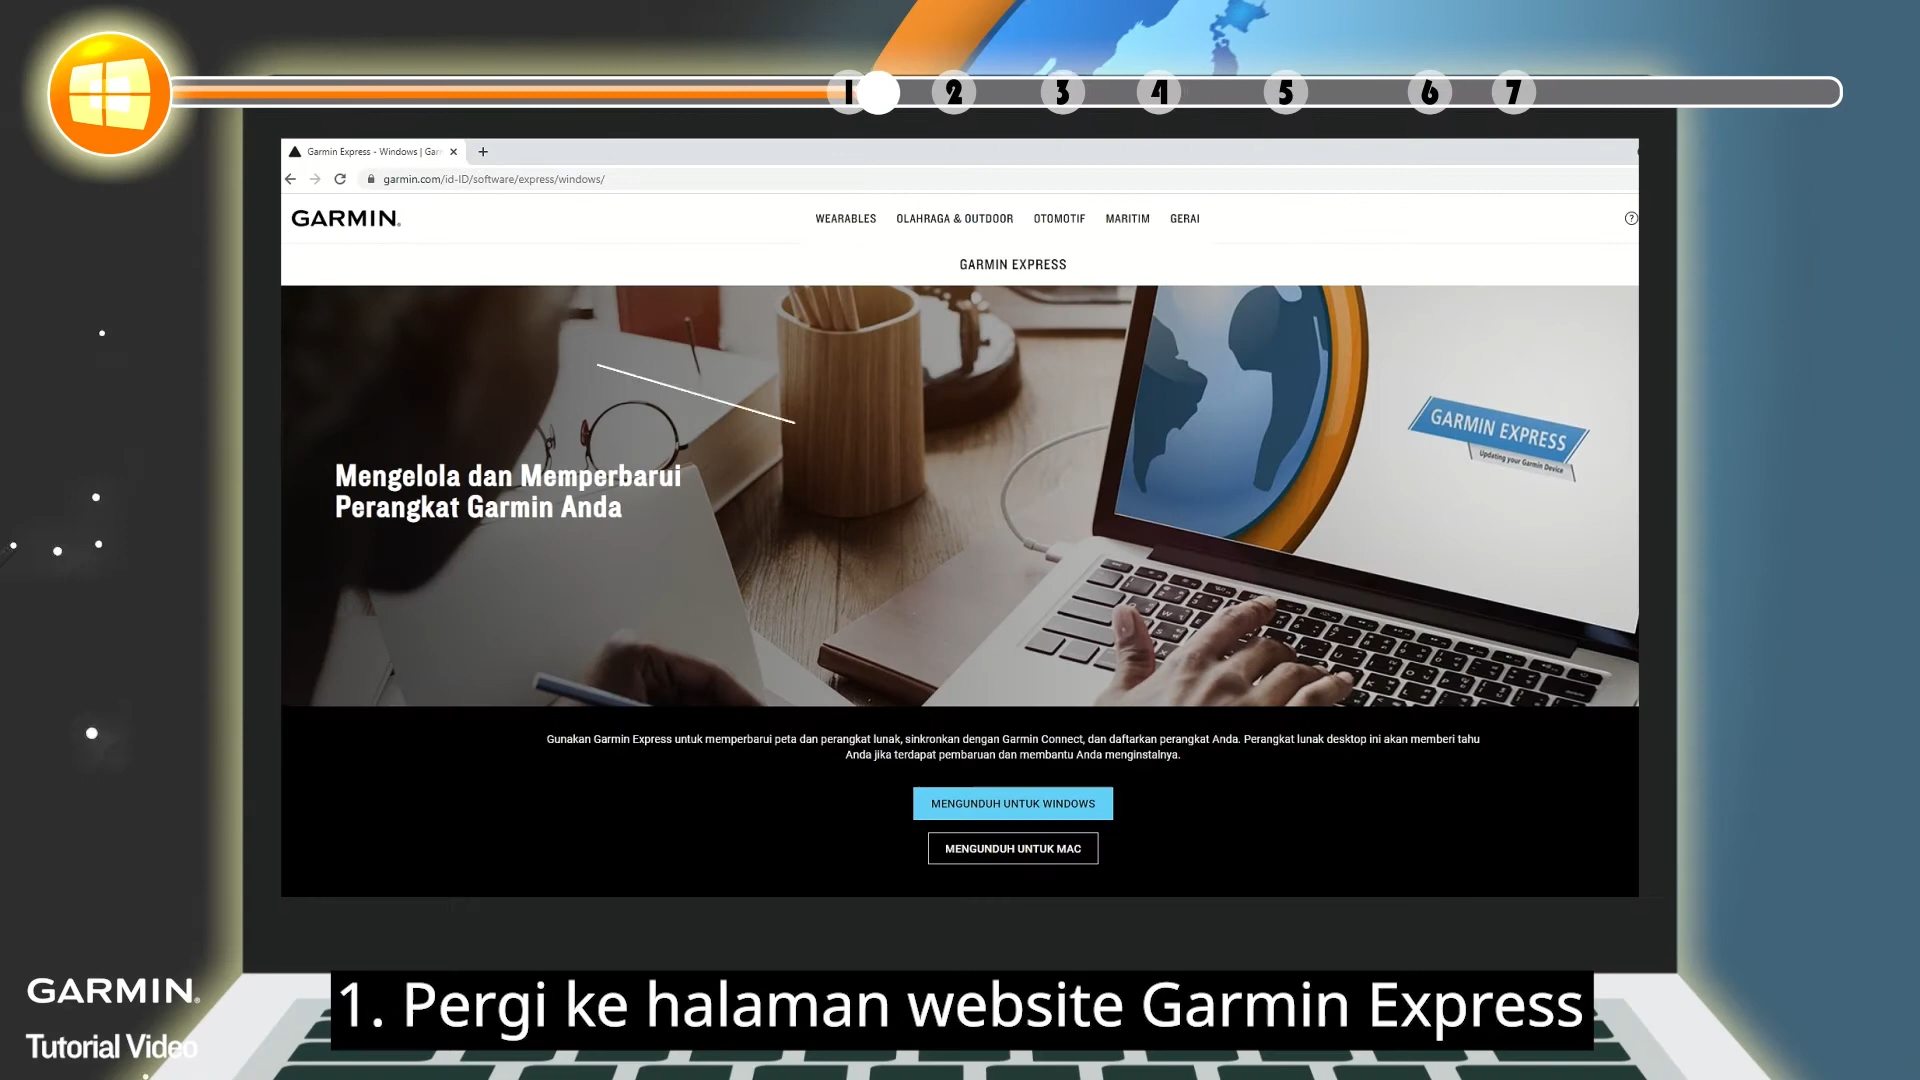 1 2 3 4 5 6 7
Garmin Express - Windows | Gar
garmin.com/id-ID/software/express/windows/
GARMIN
WEARABLES OLAHRAGA & OUTDOOR OTOMOTIF MARITIM GERAI
GARMIN EXPRESS
GARMIN EXPRESS
Updating your Garmin Device
Mengelola dan Memperbarui
Perangkat Garmin Anda
Gunakan Garmin Express untuk memperbarui peta dan perangkat lunak, sinkronkan dengan Garmin Connect, dan daftarkan perangkat Anda. Perangkat lunak desktop ini akan memberi tahu
Anda jika terdapat pembaruan dan membantu Anda menginstalnya.
MENGUNDUH UNTUK WINDOWS
MENGUNDUH UNTUK MAC
GARMIN
Tutorial Video
1. Pergi ke halaman website Garmin Express